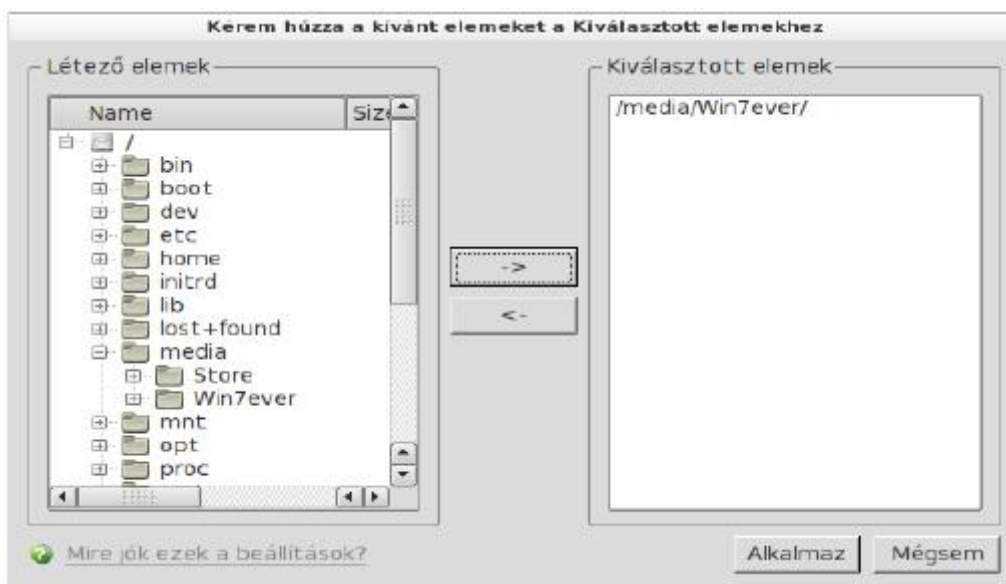 Kérem húzza a kívánt elemeket a Kiválasztott elemekhez
Létező elemek
Name
Size
/
bin
boot
dev
etc
home
initrd
lib
lost+found
media
Store
Win7ever
mnt
opt
proc
->
<-
Kiválasztott elemek
/media/Win7ever/
Mire jók ezek a beállítások?
Alkalmaz
Mégsem